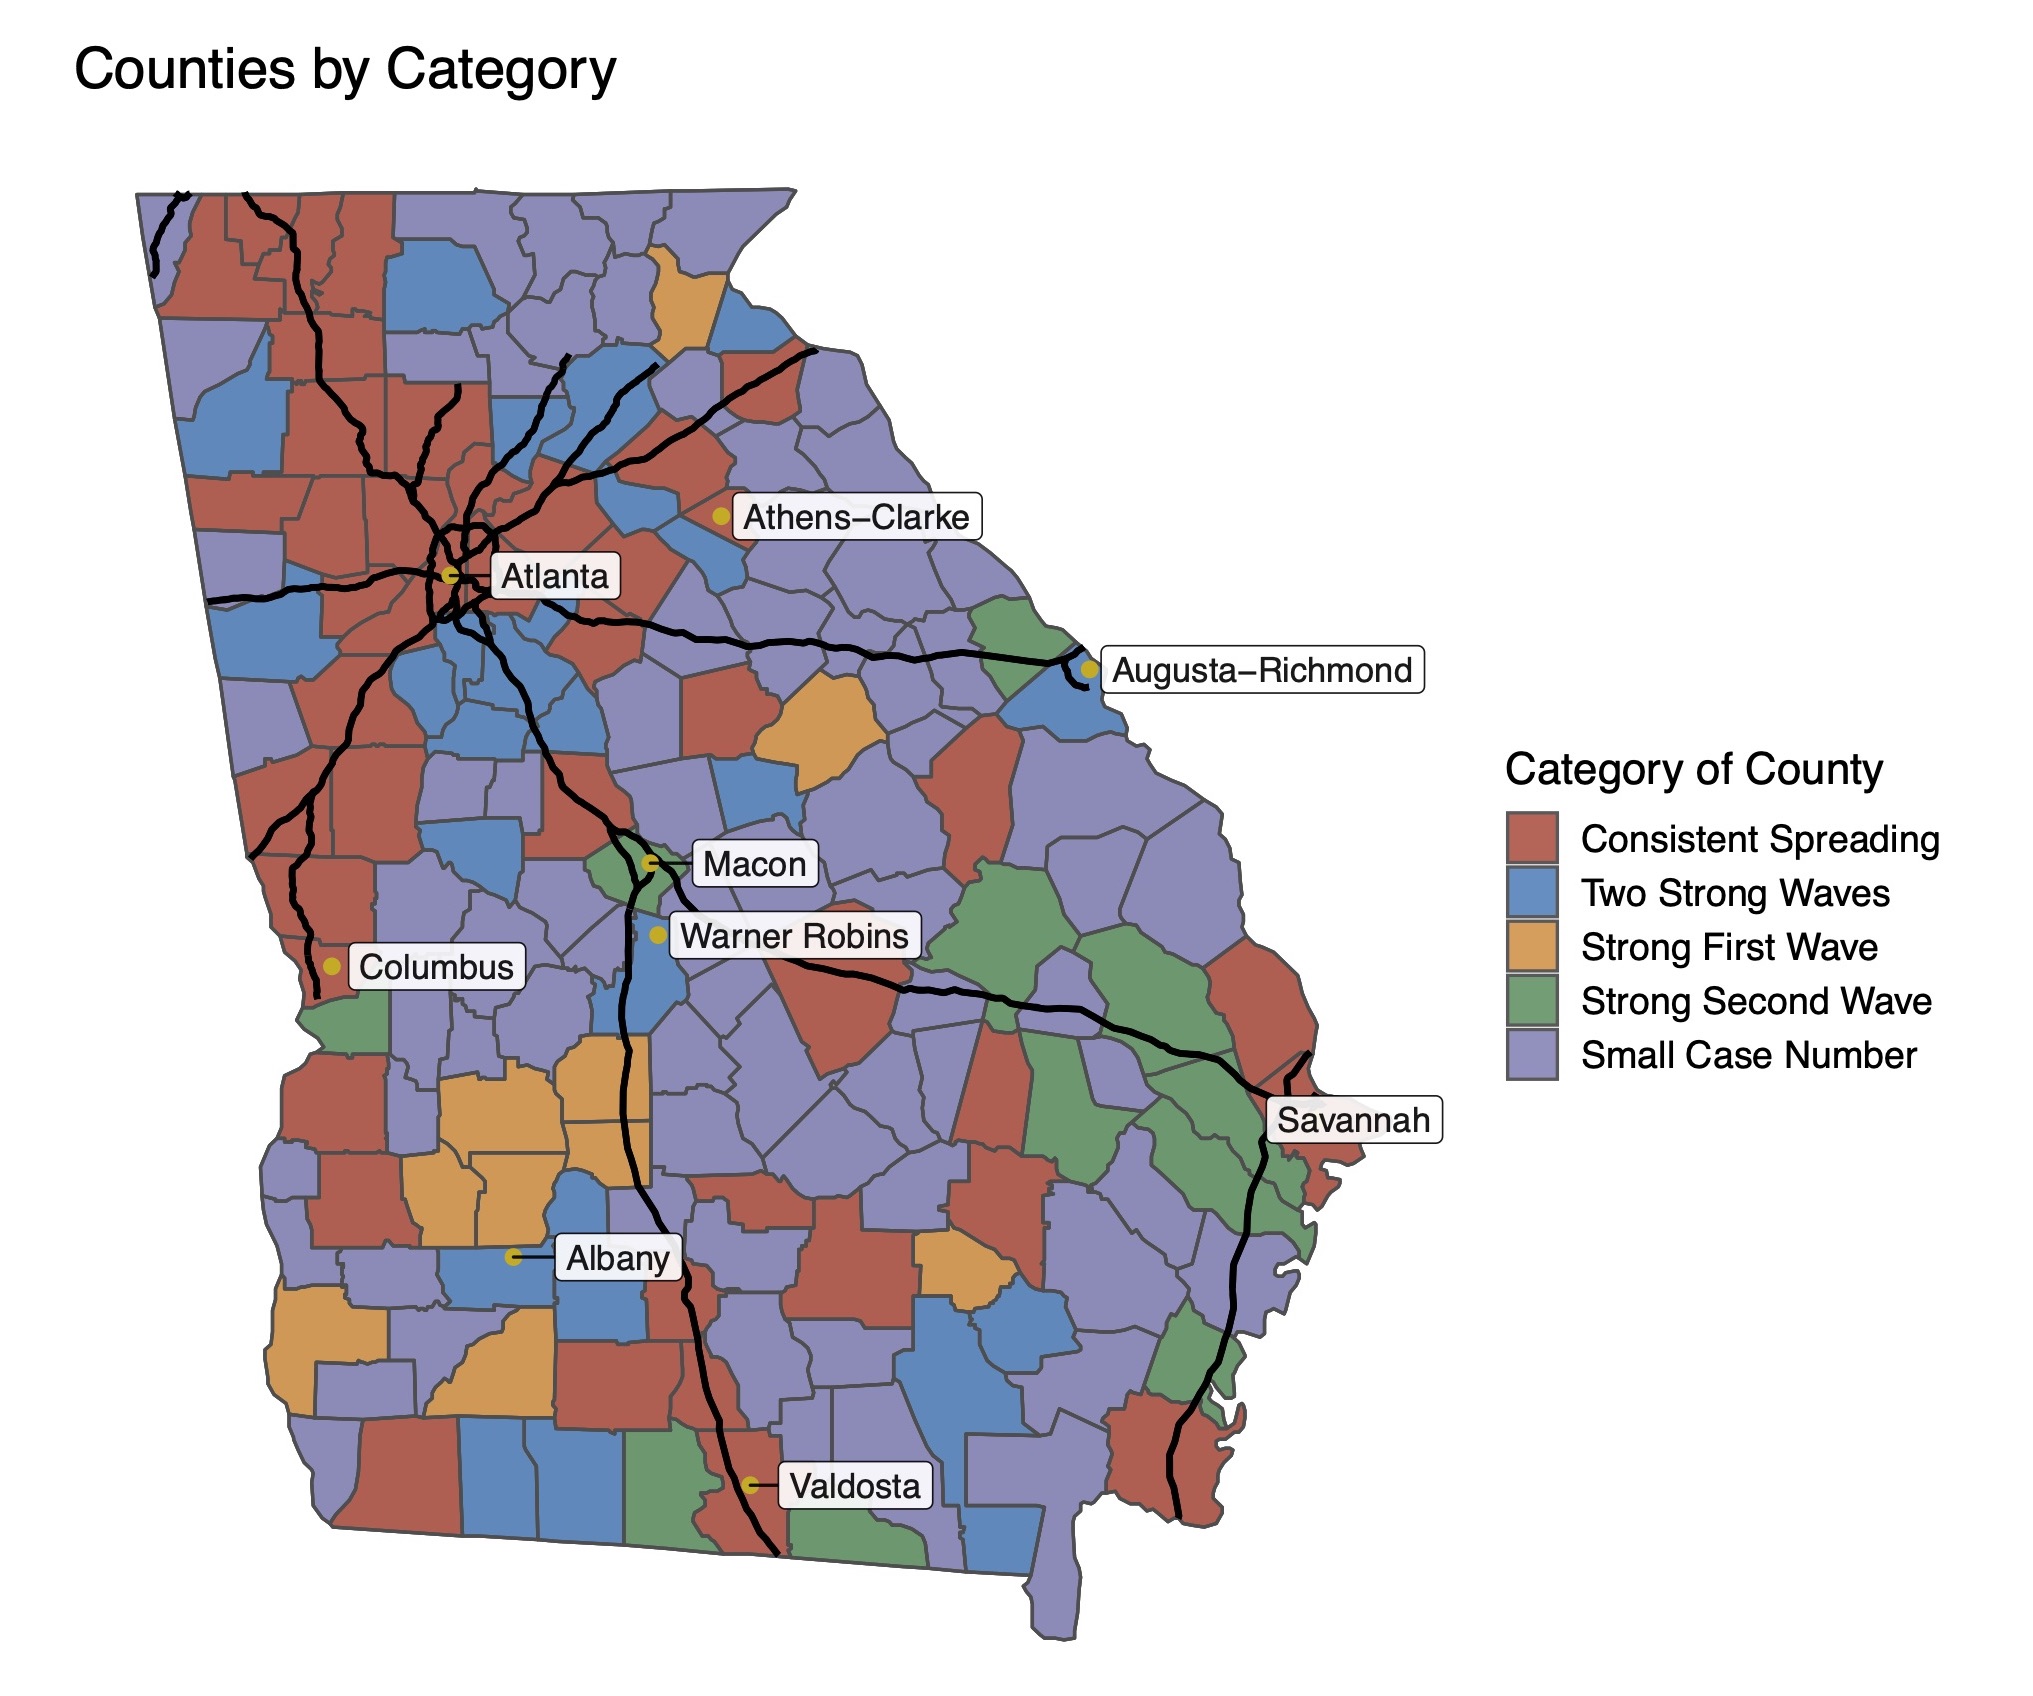 Counties by Category
Athens–Clarke
Atlanta
Augusta–Richmond
Macon
Warner Robins
Columbus
Savannah
Albany
Valdosta
Category of County
Consistent Spreading
Two Strong Waves
Strong First Wave
Strong Second Wave
Small Case Number